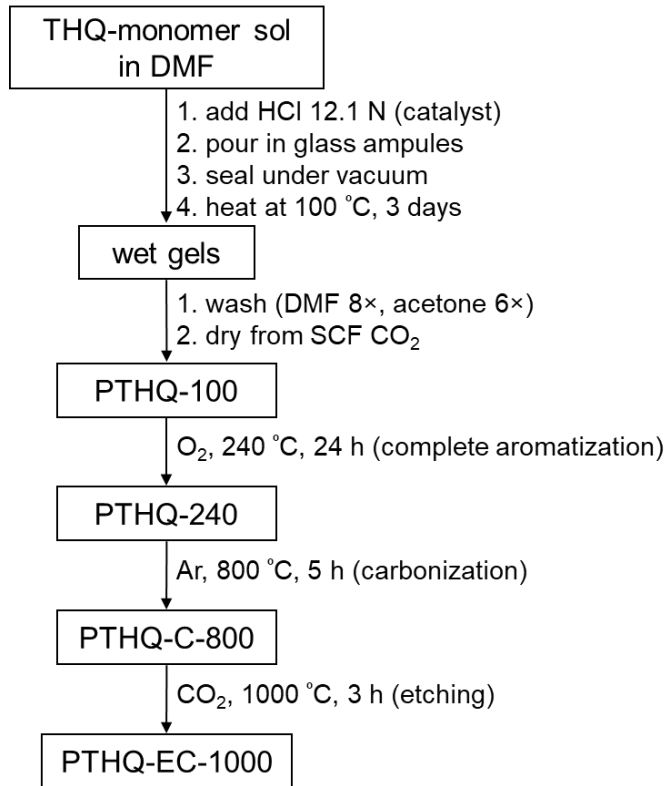 THQ-monomer sol
in DMF
1. add HCl 12.1 N (catalyst)
2. pour in glass ampules
3. seal under vacuum
4. heat at 100 °C, 3 days
wet gels
1. wash (DMF 8×, acetone 6×)
2. dry from SCF CO₂
PTHQ-100
O₂, 240 °C, 24 h (complete aromatization)
PTHQ-240
Ar, 800 °C, 5 h (carbonization)
PTHQ-C-800
CO₂, 1000 °C, 3 h (etching)
PTHQ-EC-1000